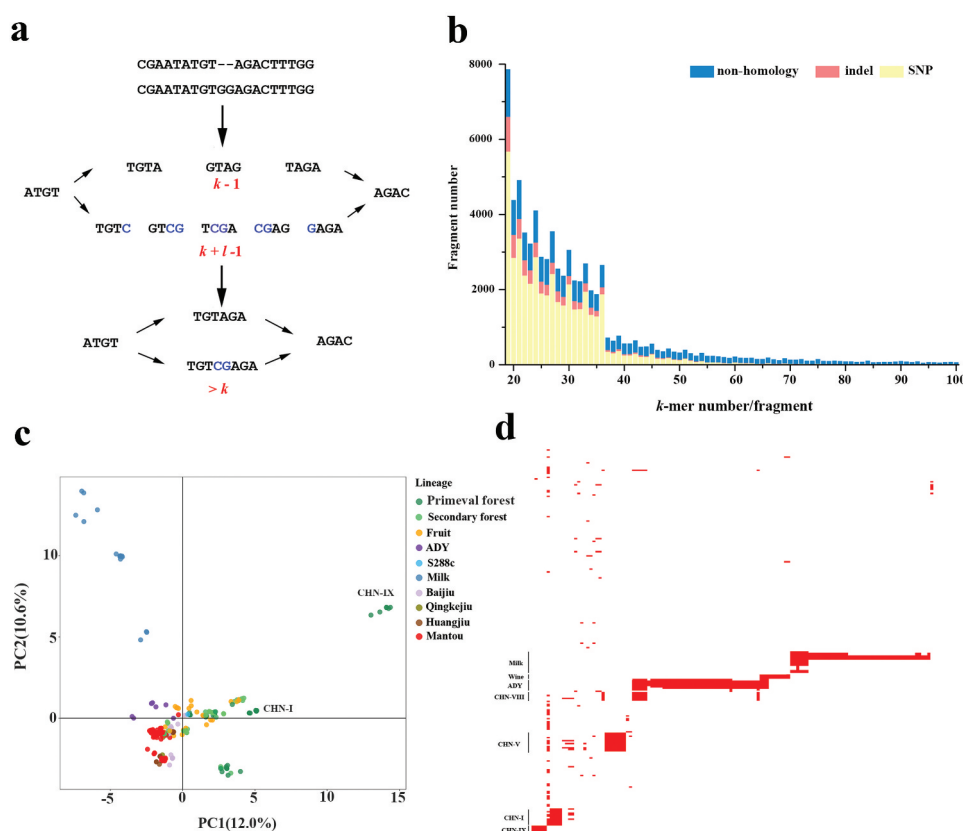 a
CGAATATGT--AGACTTTGG
CGAATATGTGGAGACTTTGG
TGTA GTAG TAGA
k - 1
ATGT AGAC
TGTC GTCG TCGA CGAG GAGA
k + l -1
TGTAGA
ATGT AGAC
TGTCGAGA
> k
b
non-homology indel SNP
8000
6000
4000
2000
0
Fragment number
20 30 40 50 60 70 80 90 100
k-mer number/fragment
c
Lineage
Primeval forest
Secondary forest
Fruit
ADY
S288c
Milk
Baijiu
Qingkejiu
Huangjiu
Mantou
CHN-IX
CHN-I
10
5
0
PC2(10.6%)
-5 0 5 10 15
PC1(12.0%)
d
Milk
Wine
ADY
CHN-VIII
CHN-V
CHN-I
CHN-IX